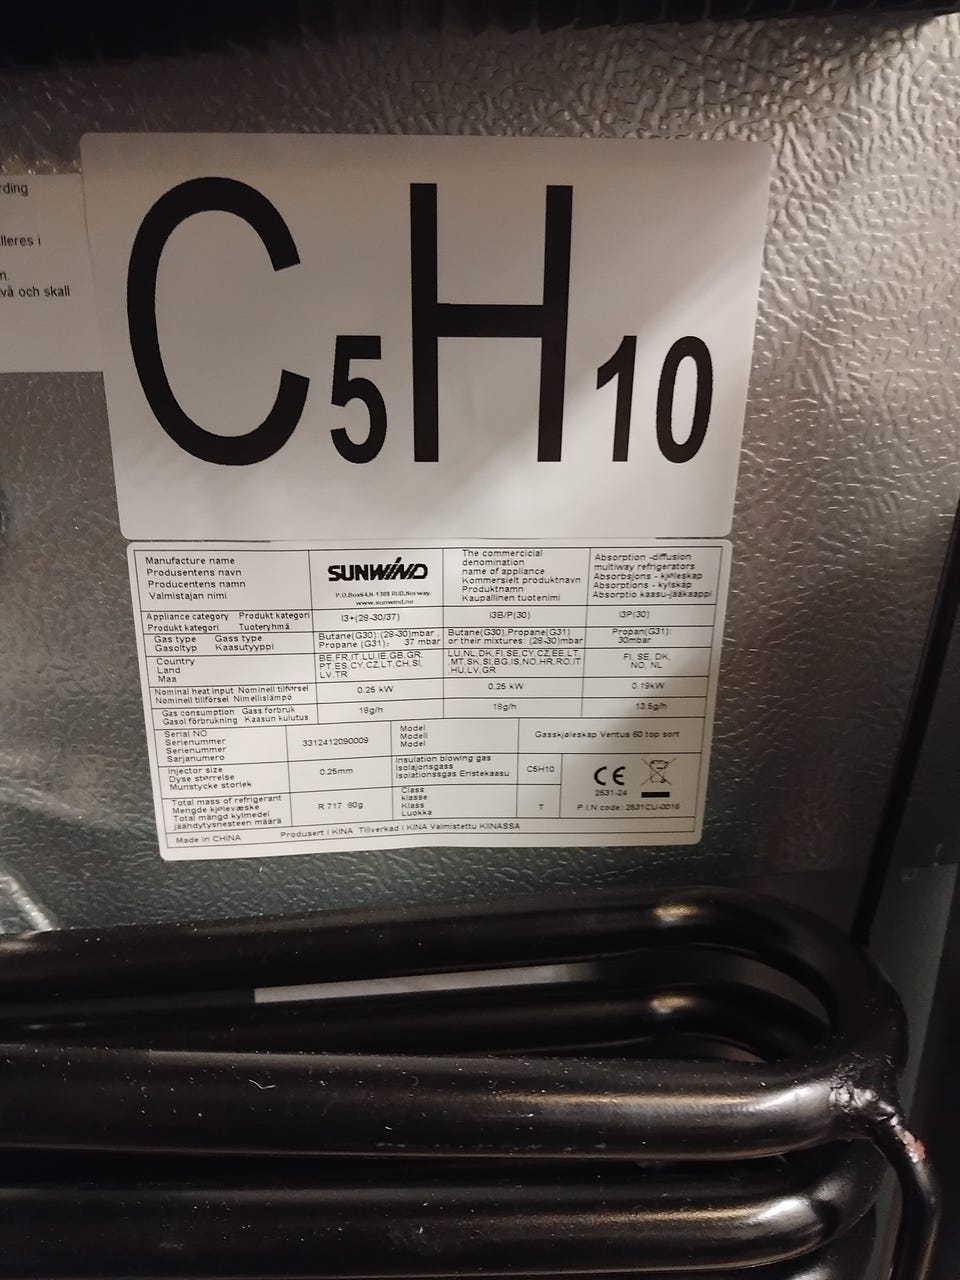 rding
lleres i
n.
vå och skall
C5H10
Manufacture name
Produsentens navn
Producentens namn
Valmistajan nimi
SUNWIND
P.O.Box64,N-1305 RUD,Norway.
www.sunwind.no
The commercicial
denomination
name of appliance
Kommersielt produktnavn
Produktnamn
Kaupallinen tuotenimi
Absorption -diffusion
multiway refrigerators
Absorbsjons - kjøleskap
Absorptions - kylskåp
Absorptio kaasu-jääkaappi
Appliance category Produkt kategori
Produkt kategori Tuoteryhmä
I3+(28-30/37)
I3B/P(30)
I3P(30)
Gas type Gass type
Gasoltyp Kaasutyyppi
Butane(G30):(28-30)mbar,
Propane (G31): 37 mbar
Butane(G30),Propane(G31)
or their mixtures: (28-30)mbar
Propan(G31):
30mbar
Country
Land
Maa
BE,FR,IT,LU,IE,GB,GR,
PT,ES,CY,CZ,LT,CH,SI,
LV,TR
LU,NL,DK,FI,SE,CY,CZ,EE,LT,
,MT,SK,SI,BG,IS,NO,HR,RO,IT
,HU,LV,GR
FI, SE, DK,
NO, NL
Nominal heat input Nominell tilførsel
Nominell tillförsel Nimellislämpö
0.25 kW
0.25 kW
0.19kW
Gas consumption Gass forbruk
Gasol förbrukning Kaasun kulutus
18g/h
18g/h
13.5g/h
Serial NO
Serienummer
Serienummer
Sarjanumero
3312412090009
Model
Modell
Model
Gasskjøleskap Ventus 60 top sort
Injector size
Dyse størrelse
Munstycke storlek
0.25mm
Insulation blowing gas
Isolajonsgass
Isolationssgas Eristekaasu
C5H10
CE
2531-24
P.I.N code: 2531CU-0016
Total mass of refrigerant
Mengde kjølevæske
Total mängd kylmedel
jäähdytysnesteen määrä
R 717 80g
Class
klasse
Klass
Luokka
T
Made in CHINA Produsert i KINA Tillverkad i KINA Valmistettu KIINASSA